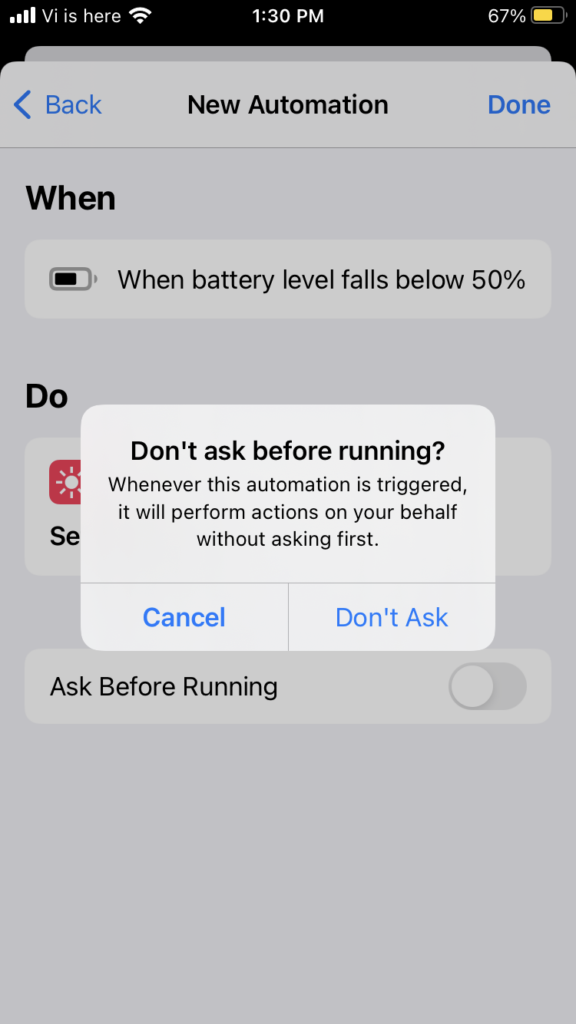 Vi is here 1:30 PM 67%
Back New Automation Done
When
When battery level falls below 50%
Do
Don't ask before running?
Whenever this automation is triggered,
it will perform actions on your behalf
without asking first.
Se
Cancel Don't Ask
Ask Before Running